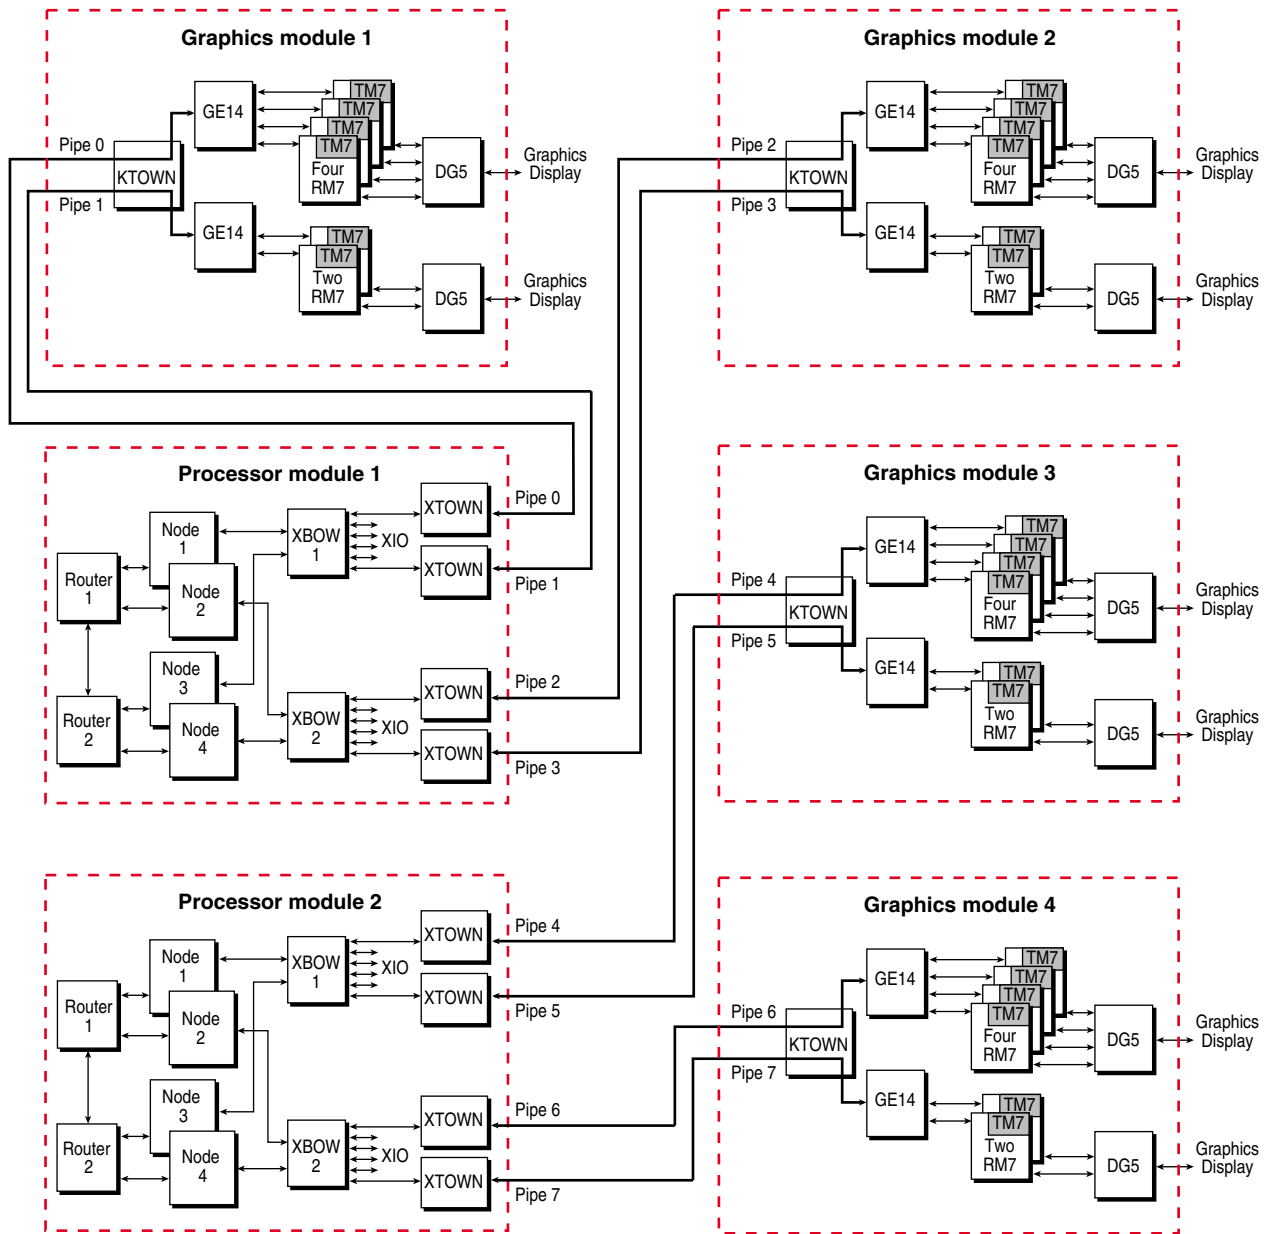 Graphics module 1
TM7
TM7
TM7
TM7
Four
RM7
GE14
Pipe 0
KTOWN
Pipe 1
DG5
Graphics
Display
GE14
TM7
TM7
Two
RM7
DG5
Graphics
Display
Graphics module 2
TM7
TM7
TM7
TM7
Four
RM7
GE14
Pipe 2
KTOWN
Pipe 3
DG5
Graphics
Display
GE14
TM7
TM7
Two
RM7
DG5
Graphics
Display
Processor module 1
Node
1
Node
2
Router
1
XBOW
1
XIO
XTOWN
Pipe 0
XTOWN
Pipe 1
Node
3
Node
4
Router
2
XBOW
2
XIO
XTOWN
Pipe 2
XTOWN
Pipe 3
Graphics module 3
TM7
TM7
TM7
TM7
Four
RM7
GE14
Pipe 4
KTOWN
Pipe 5
DG5
Graphics
Display
GE14
TM7
TM7
Two
RM7
DG5
Graphics
Display
Processor module 2
Node
1
Node
2
Router
1
XBOW
1
XIO
XTOWN
Pipe 4
XTOWN
Pipe 5
Node
3
Node
4
Router
2
XBOW
2
XIO
XTOWN
Pipe 6
XTOWN
Pipe 7
Graphics module 4
TM7
TM7
TM7
TM7
Four
RM7
GE14
Pipe 6
KTOWN
Pipe 7
DG5
Graphics
Display
GE14
TM7
TM7
Two
RM7
DG5
Graphics
Display